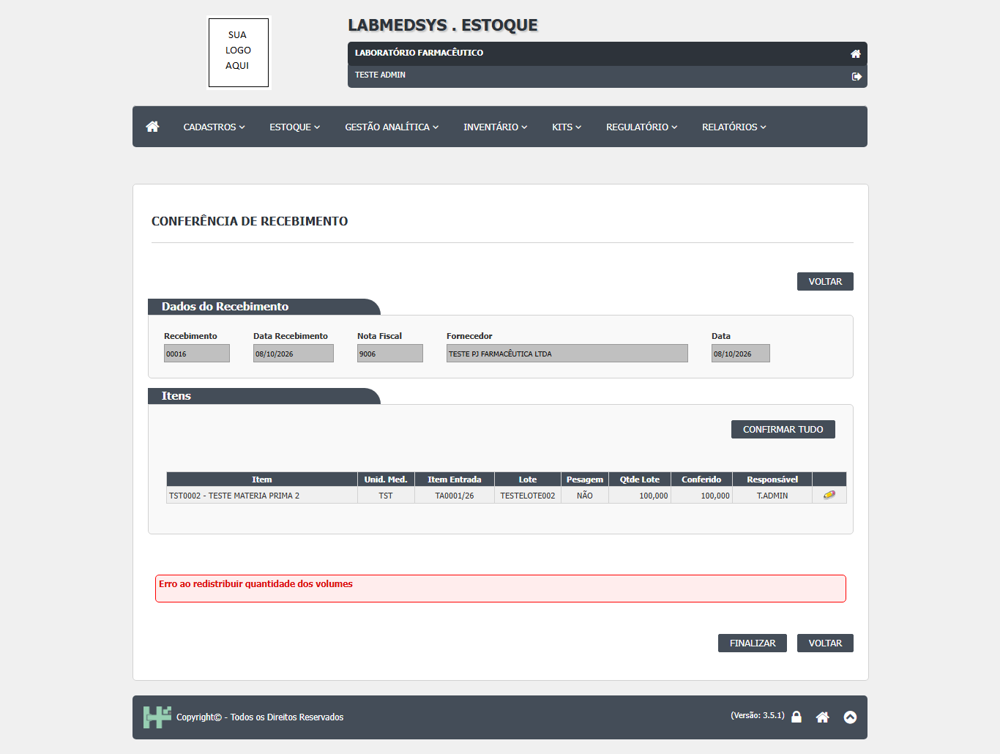 SUA
LOGO
AQUI
LABMEDSYS . ESTOQUE
LABORATÓRIO FARMACÊUTICO
TESTE ADMIN
CADASTROS ESTOQUE GESTÃO ANALÍTICA INVENTÁRIO KITS REGULATÓRIO RELATÓRIOS
CONFERÊNCIA DE RECEBIMENTO
VOLTAR
Dados do Recebimento
Recebimento Data Recebimento Nota Fiscal Fornecedor Data
00016 08/10/2026 9006 TESTE PJ FARMACÊUTICA LTDA 08/10/2026
Itens
CONFIRMAR TUDO
Item Unid. Med. Item Entrada Lote Pesagem Qtde Lote Conferido Responsável
TST0002 - TESTE MATERIA PRIMA 2 TST TA0001/26 TESTELOTE002 NÃO 100,000 100,000 T.ADMIN
Erro ao redistribuir quantidade dos volumes
FINALIZAR VOLTAR
Copyright© - Todos os Direitos Reservados (Versão: 3.5.1)